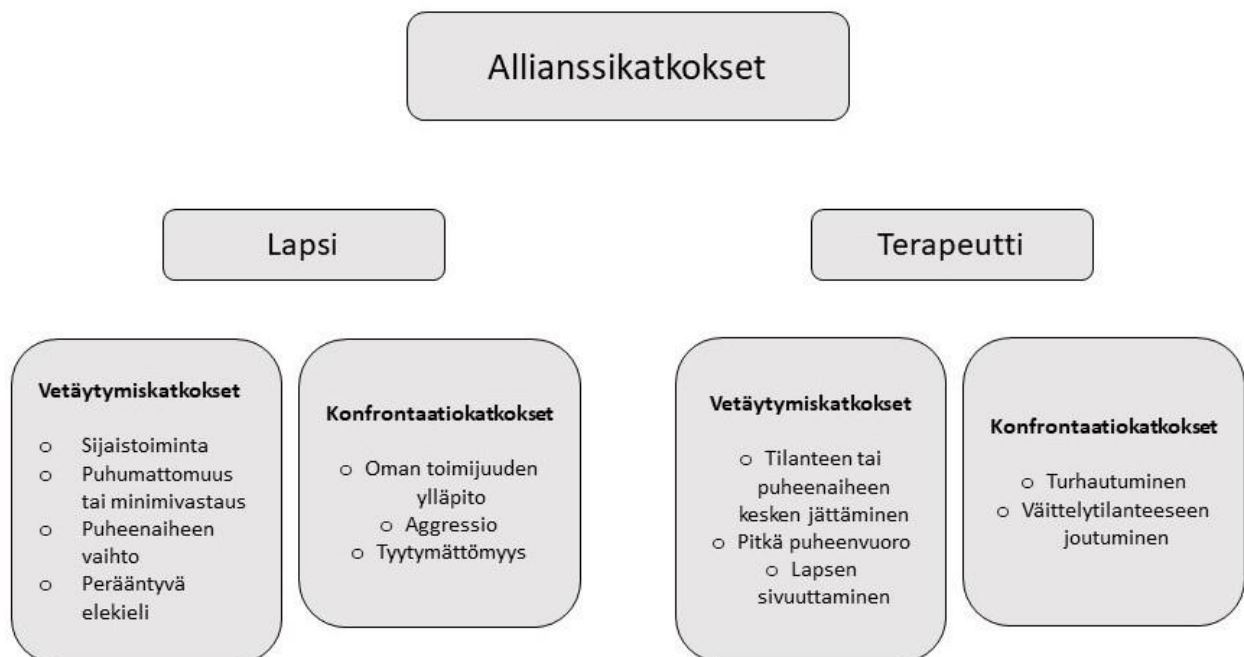 Allianssikatkokset
Lapsi
Terapeutti
Vetäytymiskatkokset
o Sijaistoiminta
o Puhumattomuus
tai minimivastaus
o Puheenaiheen
vaihto
o Perääntyvä
elekieli
Konfrontaatiokatkokset
o Oman toimijuuden
ylläpito
o Aggressio
o Tyytymättömyys
Vetäytymiskatkokset
o Tilanteen tai
puheenaiheen
kesken jättäminen
o Pitkä puheenvuoro
o Lapsen
sivuuttaminen
Konfrontaatiokatkokset
o Turhautuminen
o Väittelytilanteeseen
joutuminen